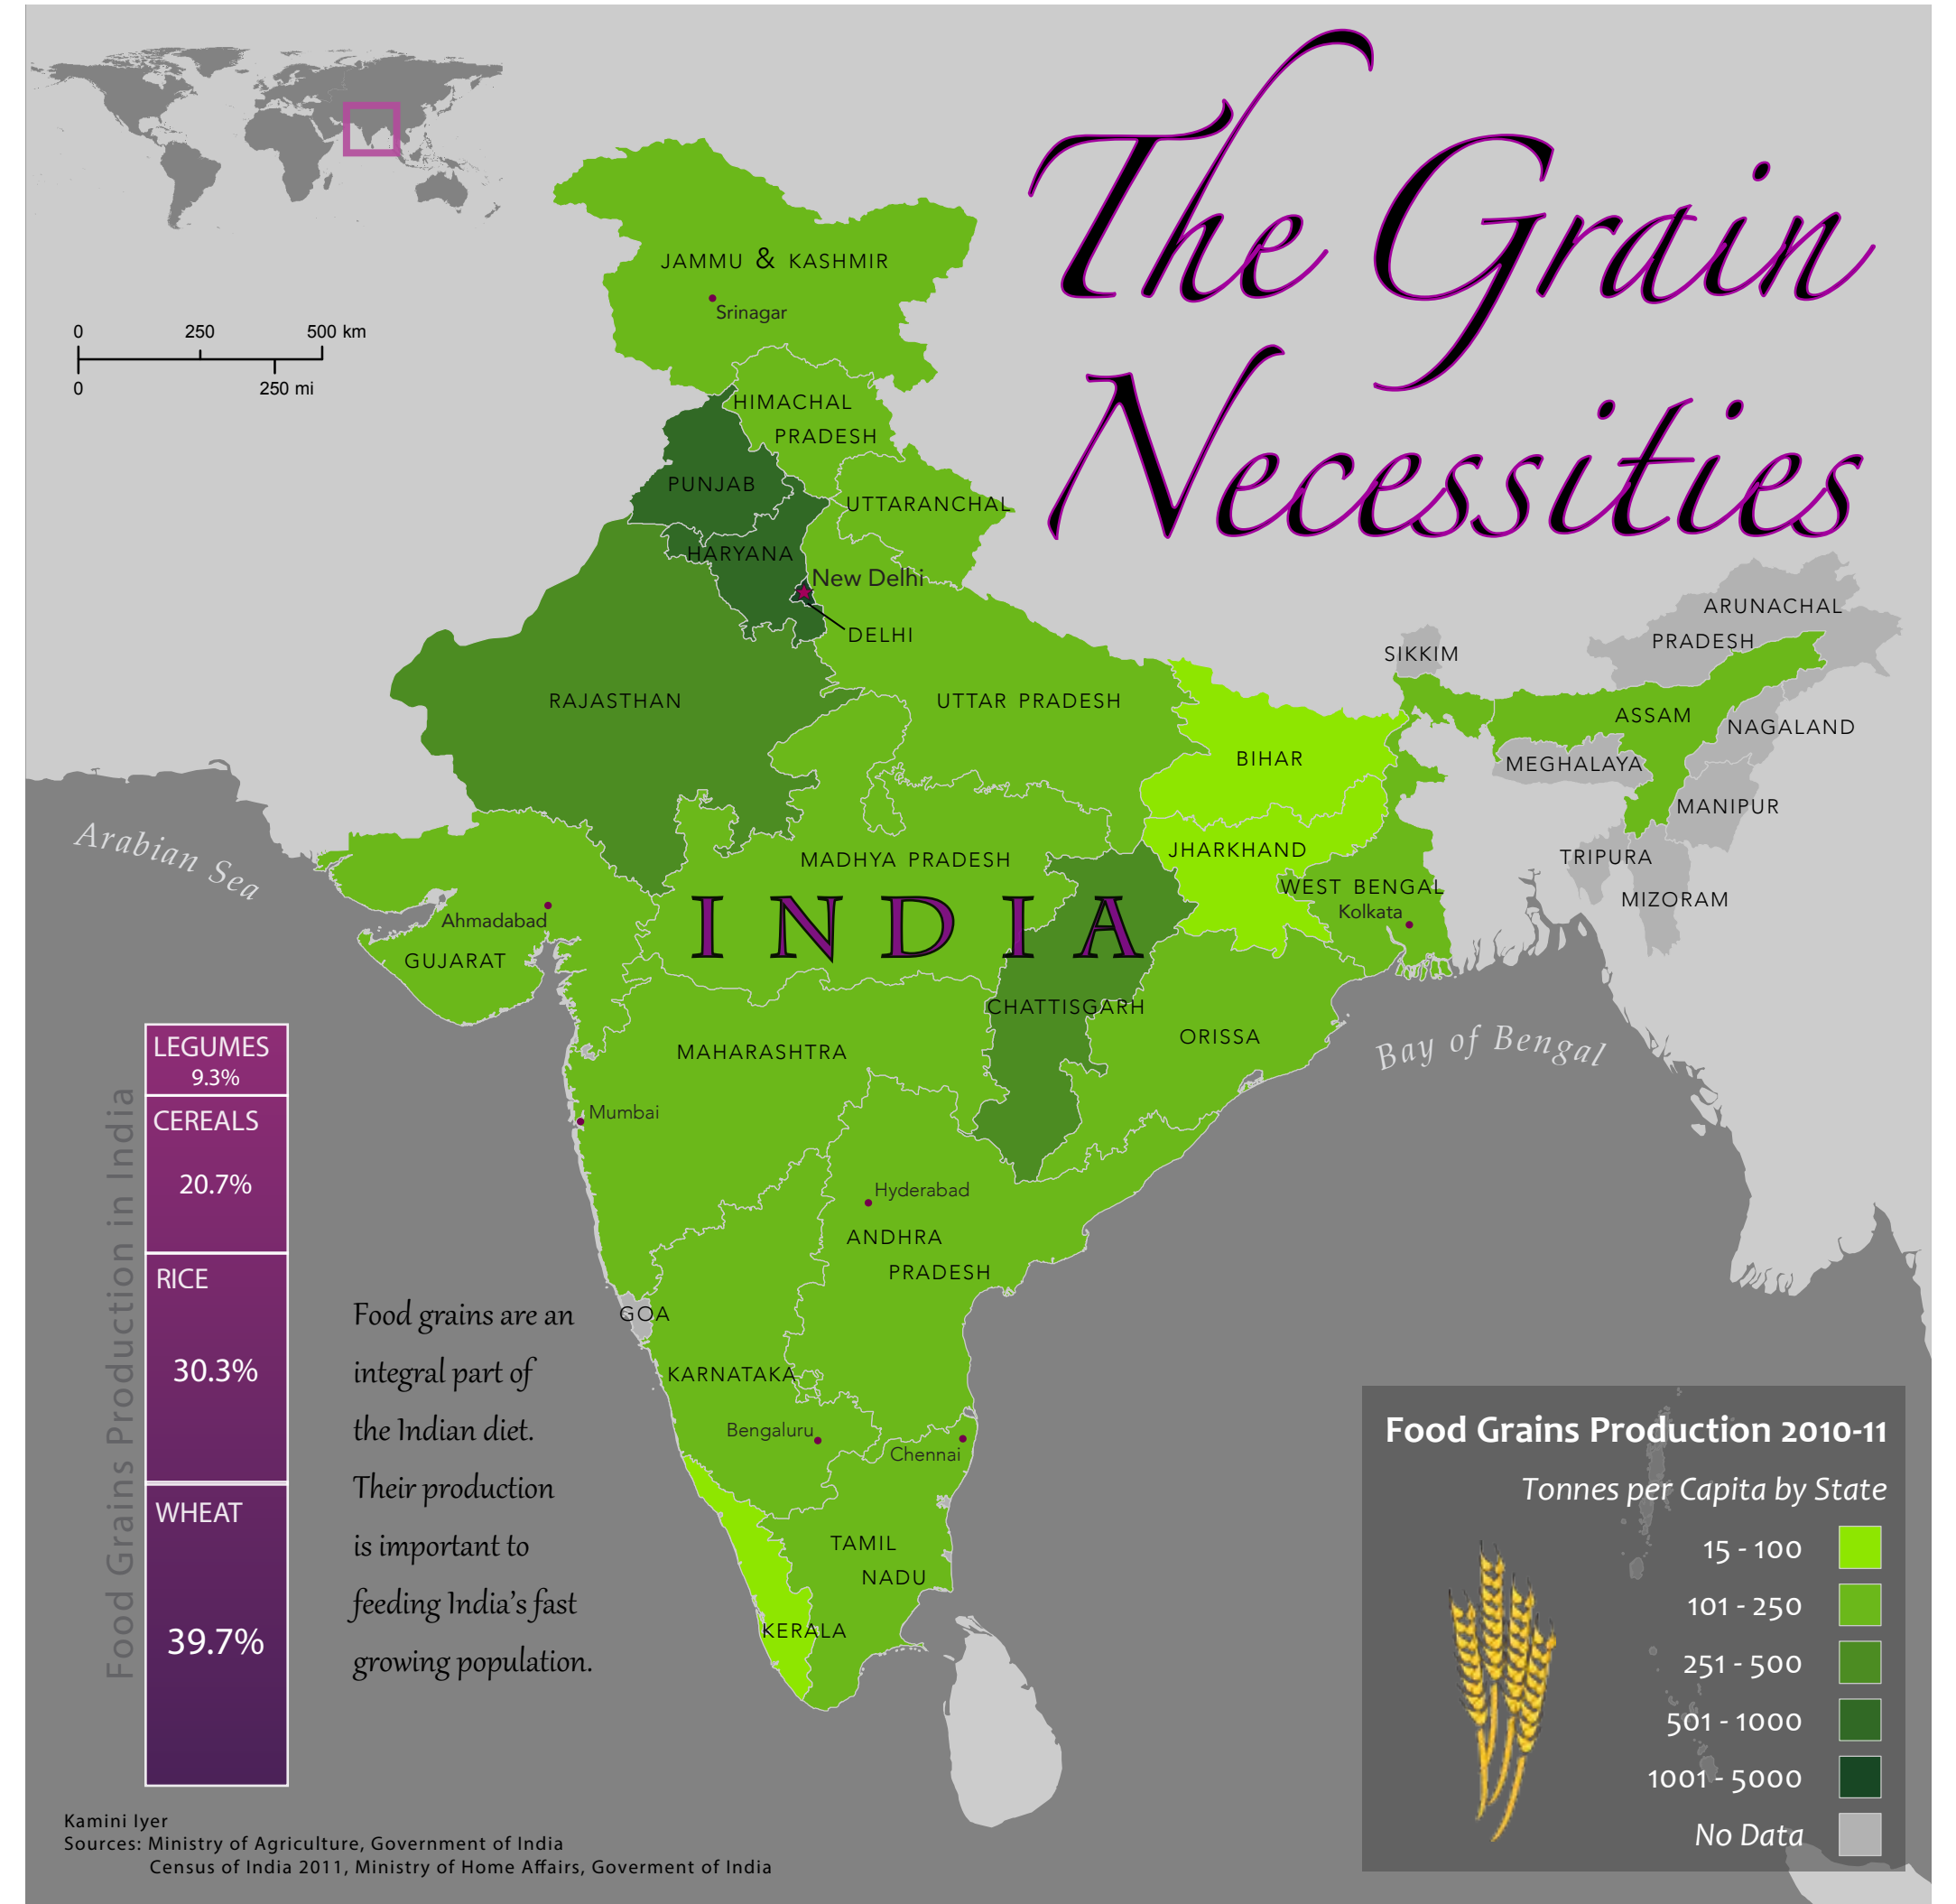 The Grain
Necessities
0 250 500 km
0 250 mi
JAMMU & KASHMIR
Srinagar
HIMACHAL
PRADESH
PUNJAB
UTTARANCHAL
HARYANA
New Delhi
DELHI
ARUNACHAL
PRADESH
SIKKIM
RAJASTHAN
UTTAR PRADESH
ASSAM
NAGALAND
BIHAR
MEGHALAYA
MANIPUR
Arabian Sea
JHARKHAND
MADHYA PRADESH
TRIPURA
WEST BENGAL
MIZORAM
Kolkata
Ahmadabad
INDIA
GUJARAT
CHATTISGARH
ORISSA
Bay of Bengal
MAHARASHTRA
Mumbai
Hyderabad
ANDHRA
PRADESH
GOA
KARNATAKA
Bengaluru
Chennai
TAMIL
NADU
KERALA
Food Grains Production in India
LEGUMES
9.3%
CEREALS
20.7%
RICE
30.3%
WHEAT
39.7%
Food grains are an
integral part of
the Indian diet.
Their production
is important to
feeding India's fast
growing population.
Food Grains Production 2010-11
Tonnes per Capita by State
15 - 100
101 - 250
251 - 500
501 - 1000
1001 - 5000
No Data
Kamini Iyer
Sources: Ministry of Agriculture, Government of India
Census of India 2011, Ministry of Home Affairs, Goverment of India